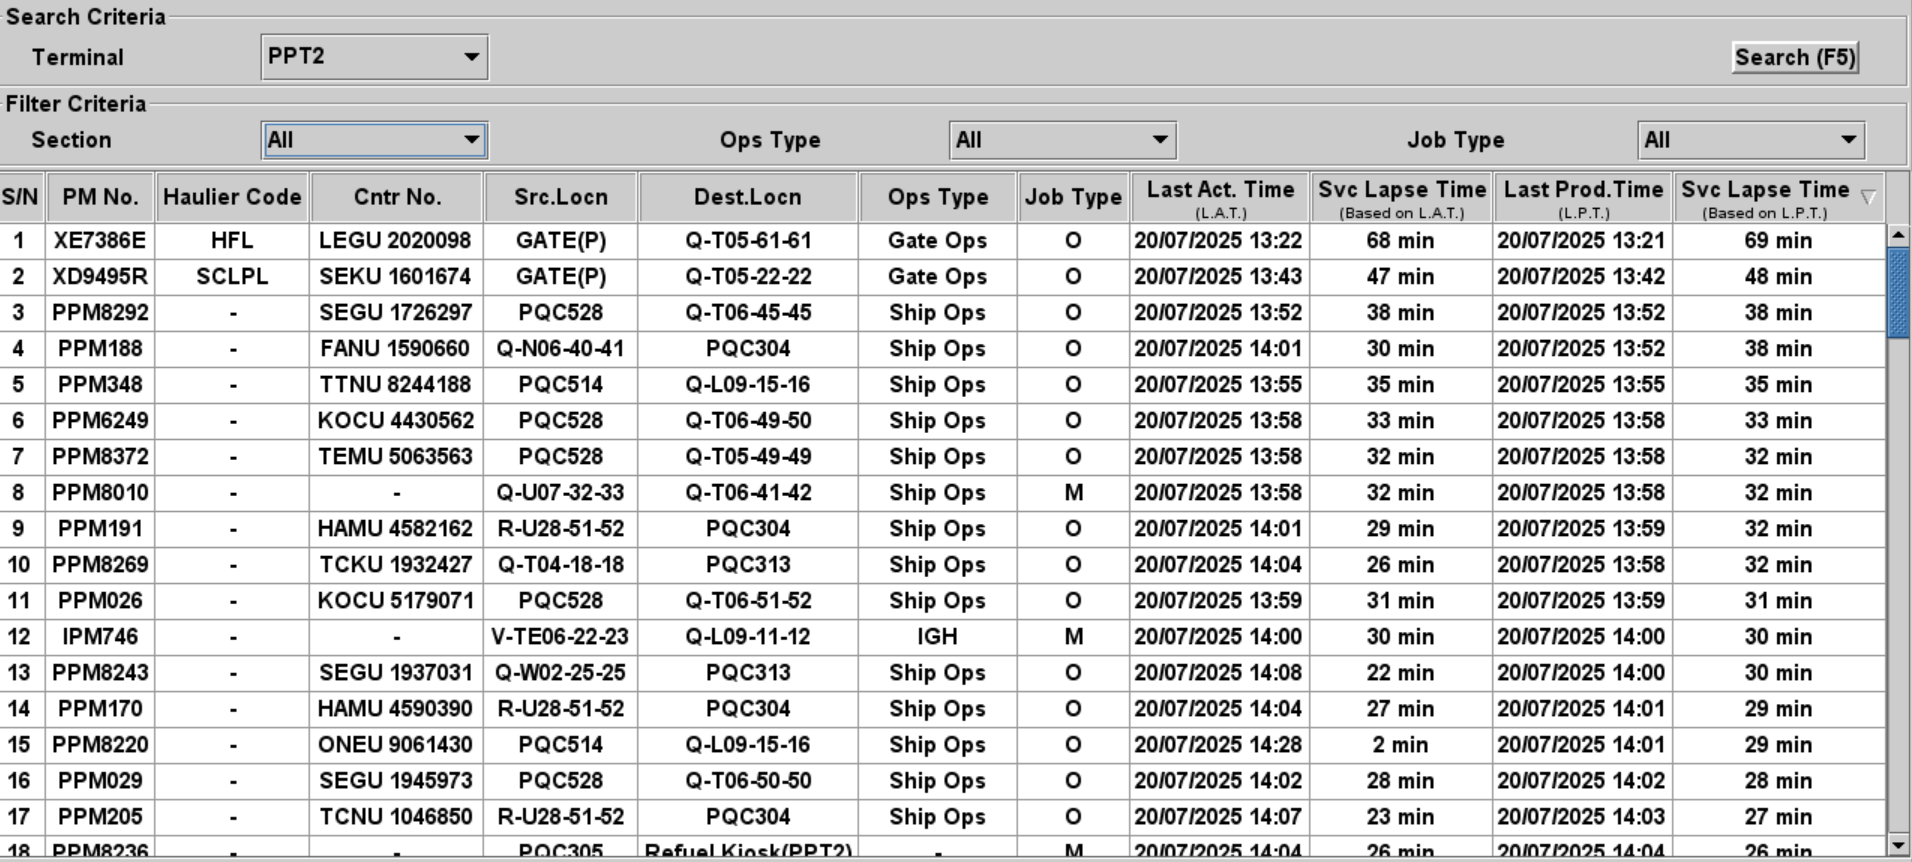 Search Criteria
Terminal PPT2 Search (F5)
Filter Criteria
Section All Ops Type All Job Type All
S/N PM No. Haulier Code Cntr No. Src.Locn Dest.Locn Ops Type Job Type Last Act. Time Svc Lapse Time Last Prod.Time Svc Lapse Time
(L.A.T.) (Based on L.A.T.) (L.P.T.) (Based on L.P.T.)
1 XE7386E HFL LEGU 2020098 GATE(P) Q-T05-61-61 Gate Ops O 20/07/2025 13:22 68 min 20/07/2025 13:21 69 min
2 XD9495R SCLPL SEKU 1601674 GATE(P) Q-T05-22-22 Gate Ops O 20/07/2025 13:43 47 min 20/07/2025 13:42 48 min
3 PPM8292 - SEGU 1726297 PQC528 Q-T06-45-45 Ship Ops O 20/07/2025 13:52 38 min 20/07/2025 13:52 38 min
4 PPM188 - FANU 1590660 Q-N06-40-41 PQC304 Ship Ops O 20/07/2025 14:01 30 min 20/07/2025 13:52 38 min
5 PPM348 - TTNU 8244188 PQC514 Q-L09-15-16 Ship Ops O 20/07/2025 13:55 35 min 20/07/2025 13:55 35 min
6 PPM6249 - KOCU 4430562 PQC528 Q-T06-49-50 Ship Ops O 20/07/2025 13:58 33 min 20/07/2025 13:58 33 min
7 PPM8372 - TEMU 5063563 PQC528 Q-T05-49-49 Ship Ops O 20/07/2025 13:58 32 min 20/07/2025 13:58 32 min
8 PPM8010 - - Q-U07-32-33 Q-T06-41-42 Ship Ops M 20/07/2025 13:58 32 min 20/07/2025 13:58 32 min
9 PPM191 - HAMU 4582162 R-U28-51-52 PQC304 Ship Ops O 20/07/2025 14:01 29 min 20/07/2025 13:59 32 min
10 PPM8269 - TCKU 1932427 Q-T04-18-18 PQC313 Ship Ops O 20/07/2025 14:04 26 min 20/07/2025 13:58 32 min
11 PPM026 - KOCU 5179071 PQC528 Q-T06-51-52 Ship Ops O 20/07/2025 13:59 31 min 20/07/2025 13:59 31 min
12 IPM746 - - V-TE06-22-23 Q-L09-11-12 IGH M 20/07/2025 14:00 30 min 20/07/2025 14:00 30 min
13 PPM8243 - SEGU 1937031 Q-W02-25-25 PQC313 Ship Ops O 20/07/2025 14:08 22 min 20/07/2025 14:00 30 min
14 PPM170 - HAMU 4590390 R-U28-51-52 PQC304 Ship Ops O 20/07/2025 14:04 27 min 20/07/2025 14:01 29 min
15 PPM8220 - ONEU 9061430 PQC514 Q-L09-15-16 Ship Ops O 20/07/2025 14:28 2 min 20/07/2025 14:01 29 min
16 PPM029 - SEGU 1945973 PQC528 Q-T06-50-50 Ship Ops O 20/07/2025 14:02 28 min 20/07/2025 14:02 28 min
17 PPM205 - TCNU 1046850 R-U28-51-52 PQC304 Ship Ops O 20/07/2025 14:07 23 min 20/07/2025 14:03 27 min
18 PPM8236 - - PQC305 Refuel Kiosk(PPT2) - M 20/07/2025 14:04 26 min 20/07/2025 14:04 26 min